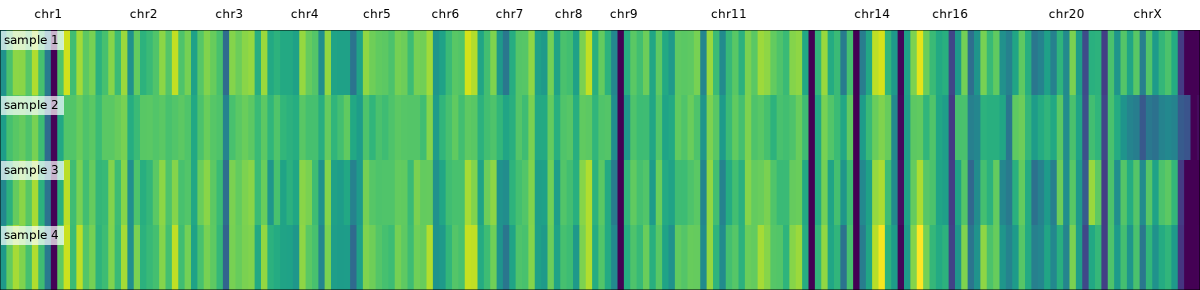 chr1 chr2 chr3 chr4 chr5 chr6 chr7 chr8 chr9 chr11 chr14 chr16 chr20 chrX
sample 1
sample 2
sample 3
sample 4